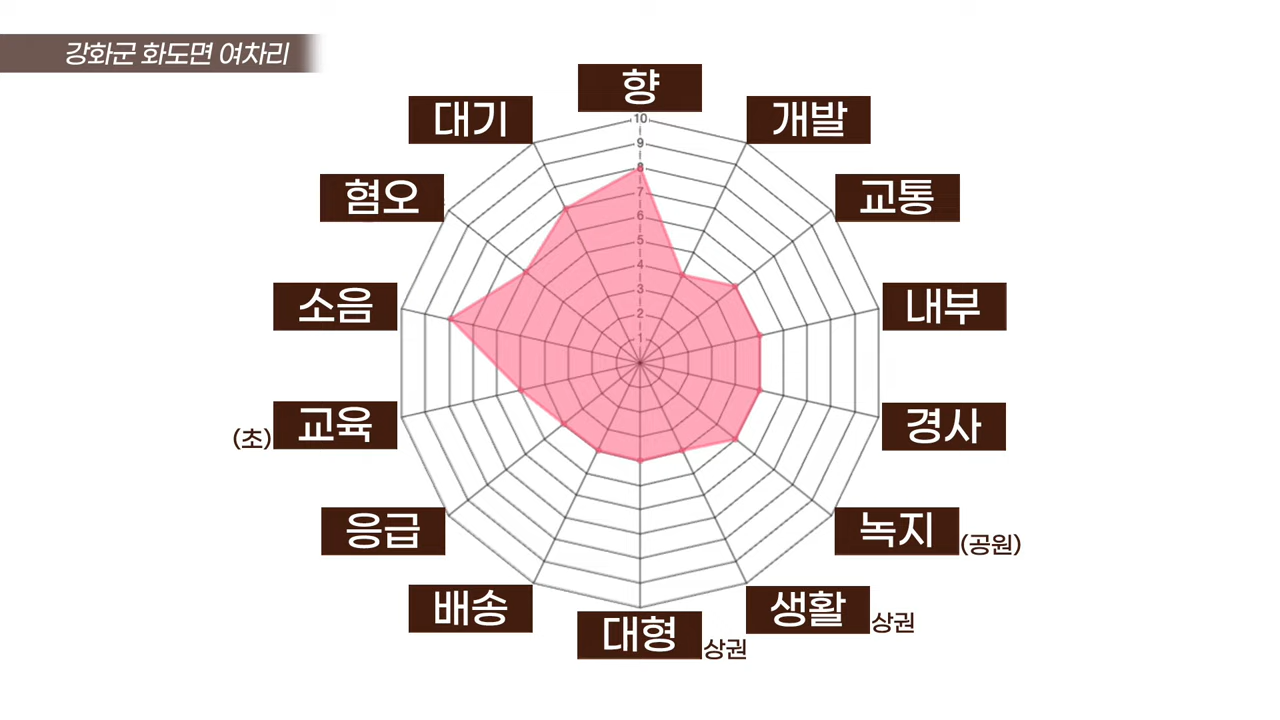 강화군 화도면 여차리
향
대기
개발
혐오
교통
소음
내부
(초) 교육
경사
응급
녹지 (공원)
배송
생활 상권
대형 상권
10
9
8
7
6
5
4
3
2
1